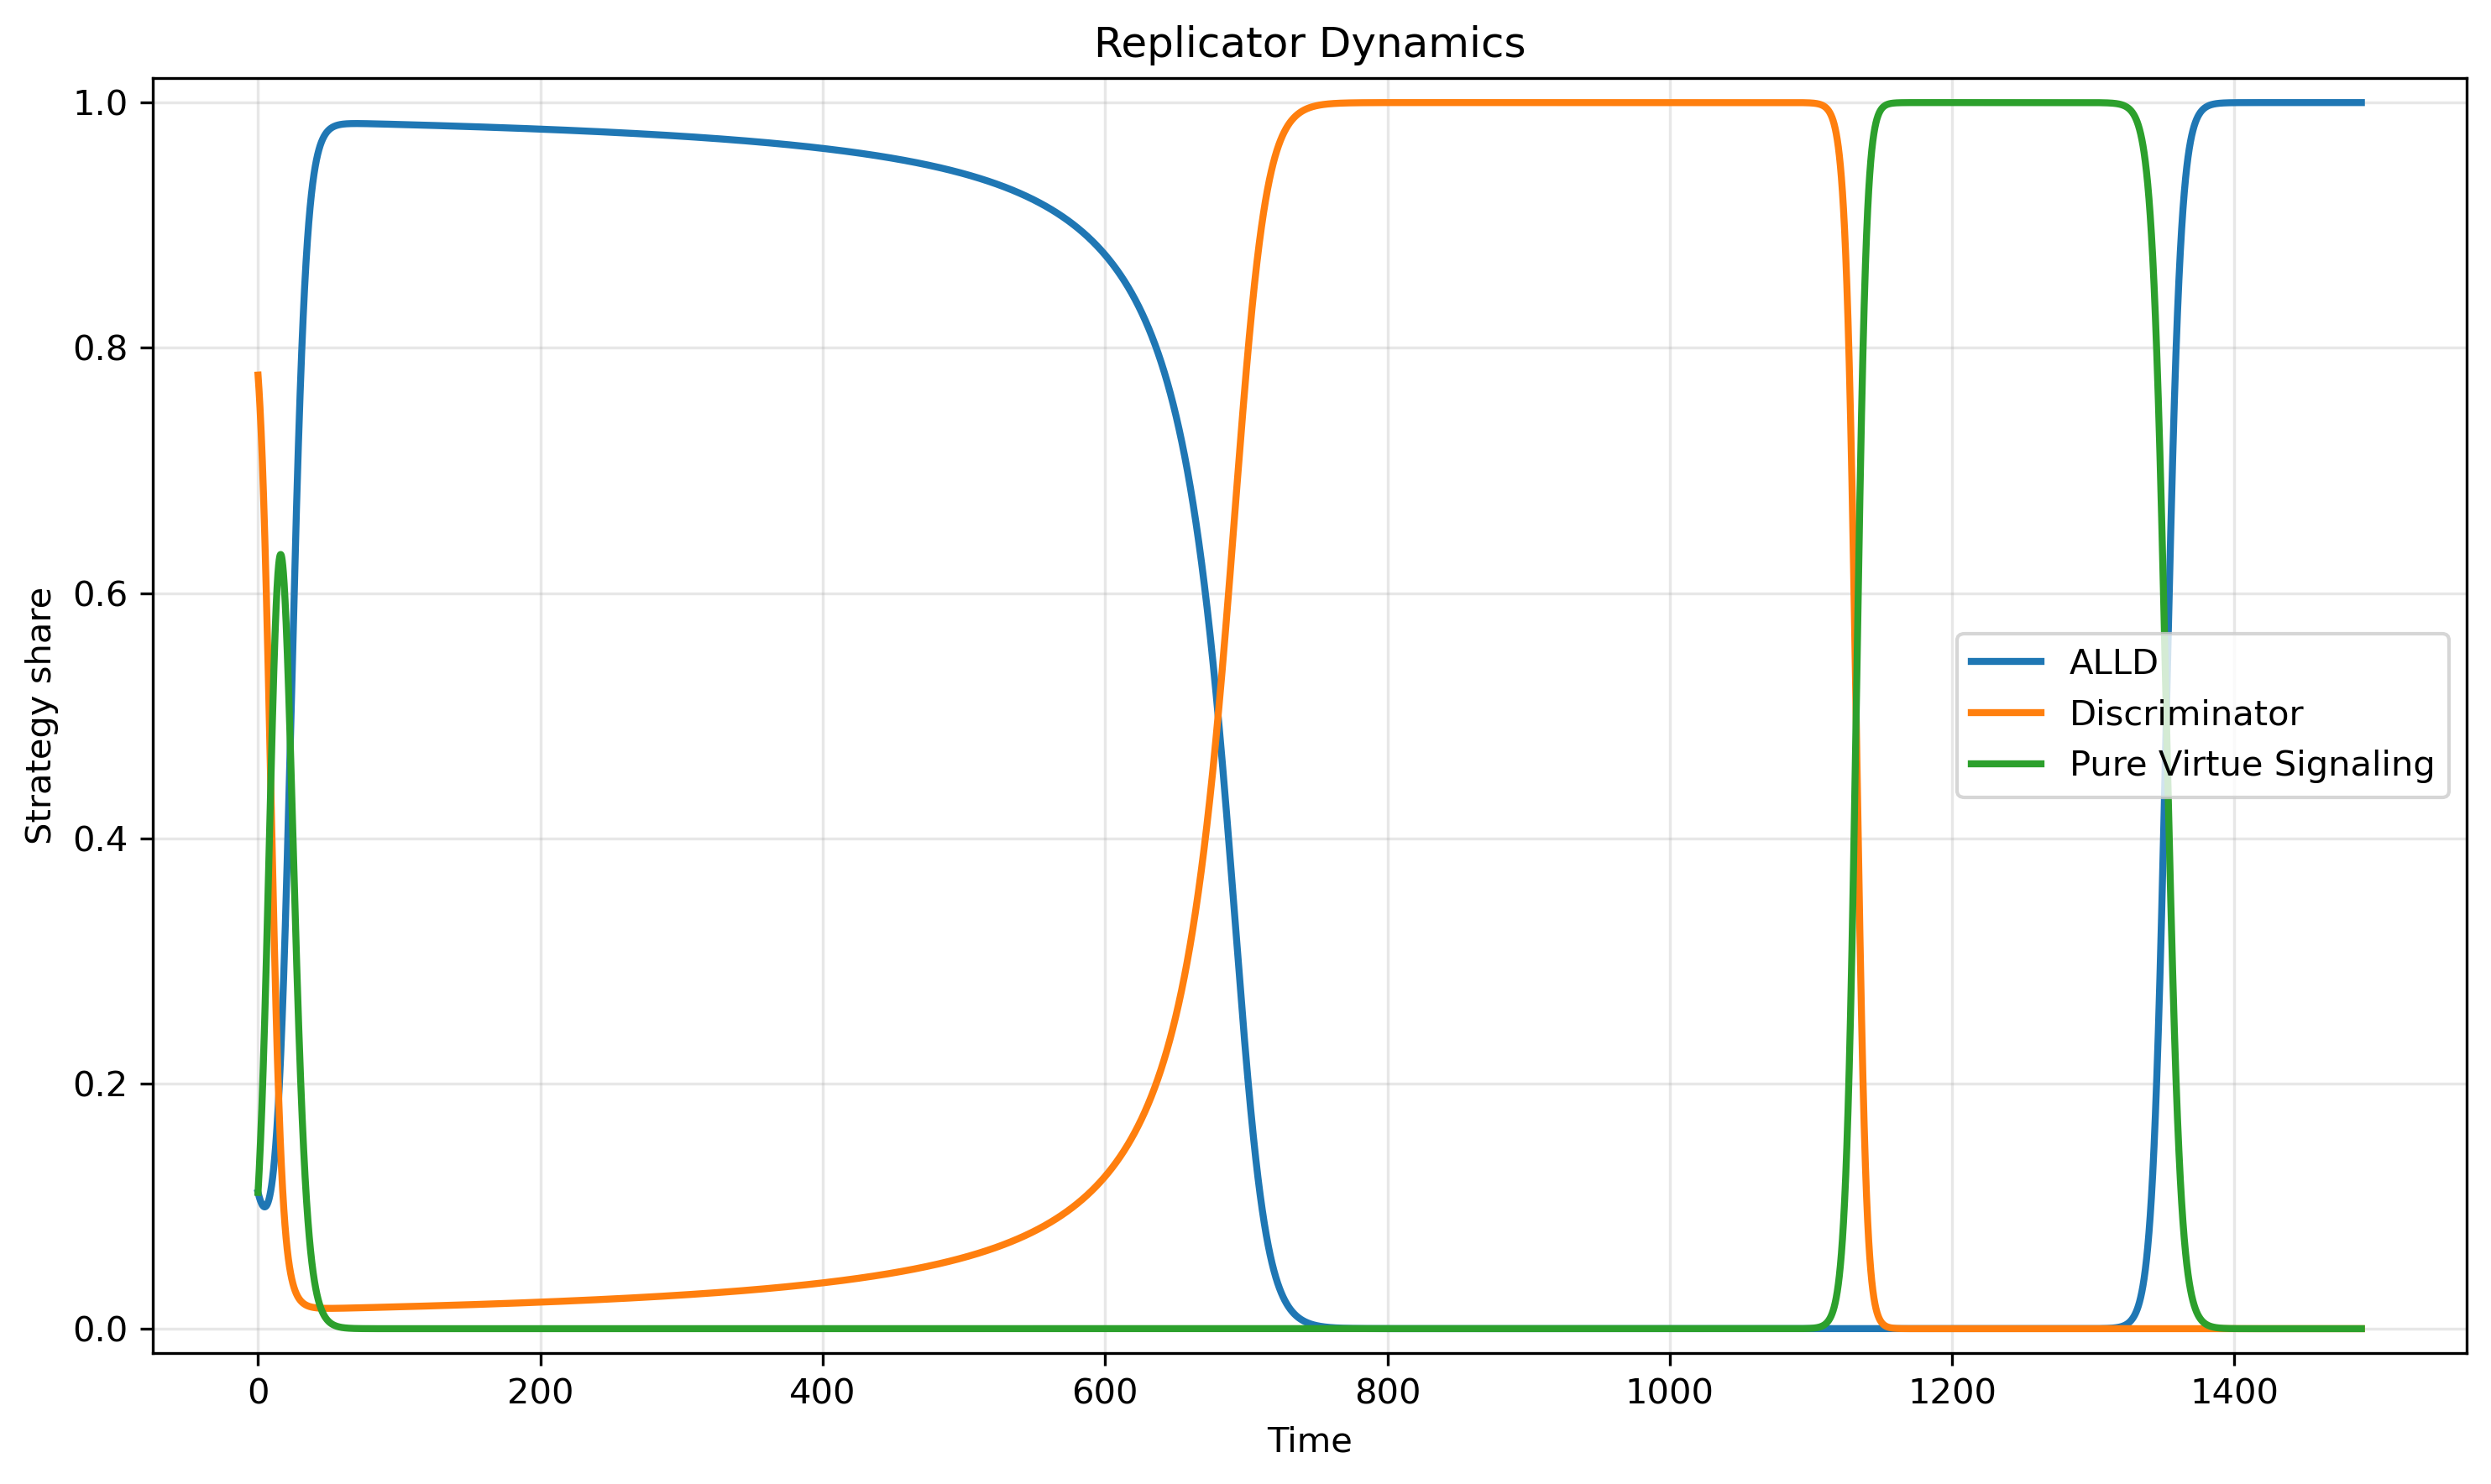 Replicator Dynamics
1.0
0.8
0.6
0.4
0.2
0.0
Strategy share
ALLD
Discriminator
Pure Virtue Signaling
0 200 400 600 800 1000 1200 1400
Time